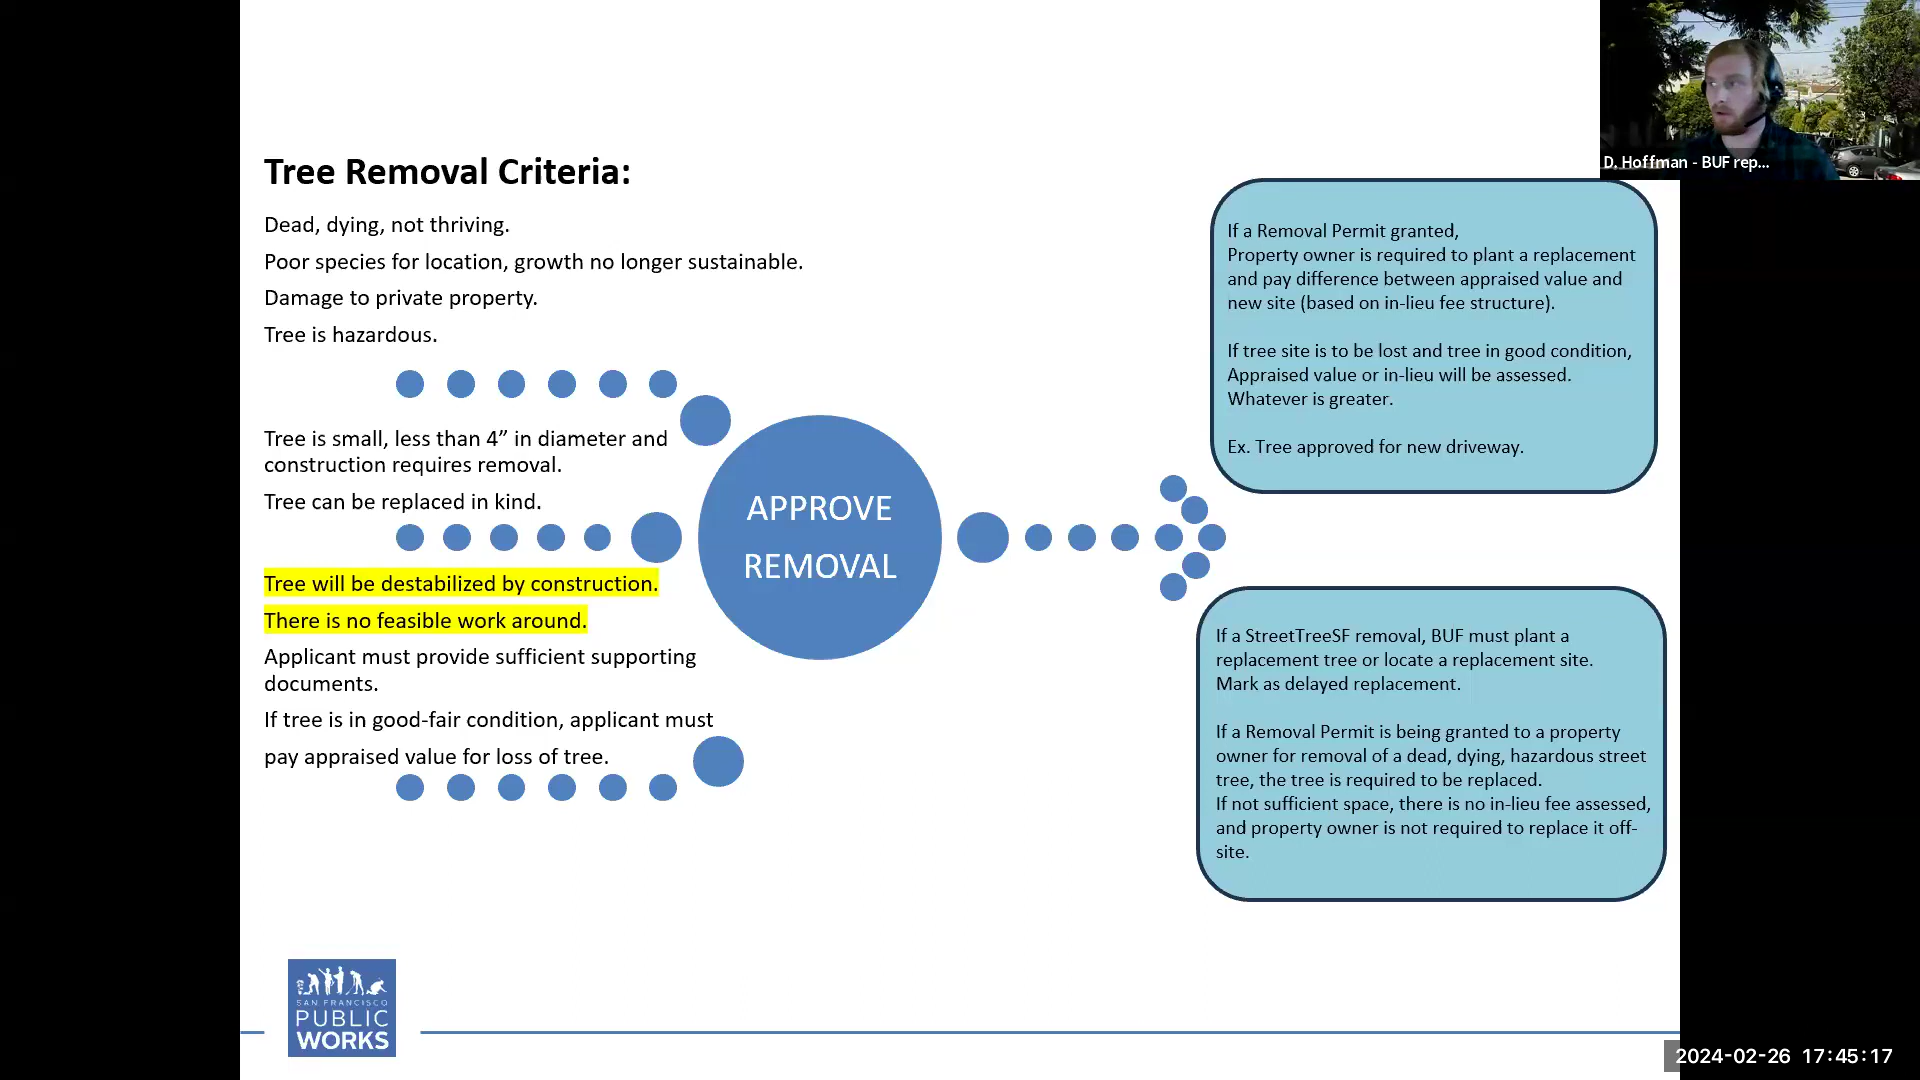 D. Hoffman - BUF rep...
Tree Removal Criteria:
Dead, dying, not thriving.
Poor species for location, growth no longer sustainable.
Damage to private property.
Tree is hazardous.
Tree is small, less than 4” in diameter and
construction requires removal.
Tree can be replaced in kind.
Tree will be destabilized by construction.
There is no feasible work around.
Applicant must provide sufficient supporting
documents.
If tree is in good-fair condition, applicant must
pay appraised value for loss of tree.
APPROVE
REMOVAL
If a Removal Permit granted,
Property owner is required to plant a replacement
and pay difference between appraised value and
new site (based on in-lieu fee structure).
If tree site is to be lost and tree in good condition,
Appraised value or in-lieu will be assessed.
Whatever is greater.
Ex. Tree approved for new driveway.
If a StreetTreeSF removal, BUF must plant a
replacement tree or locate a replacement site.
Mark as delayed replacement.
If a Removal Permit is being granted to a property
owner for removal of a dead, dying, hazardous street
tree, the tree is required to be replaced.
If not sufficient space, there is no in-lieu fee assessed,
and property owner is not required to replace it off-
site.
SAN FRANCISCO
PUBLIC
WORKS
2024-02-26 17:45:17